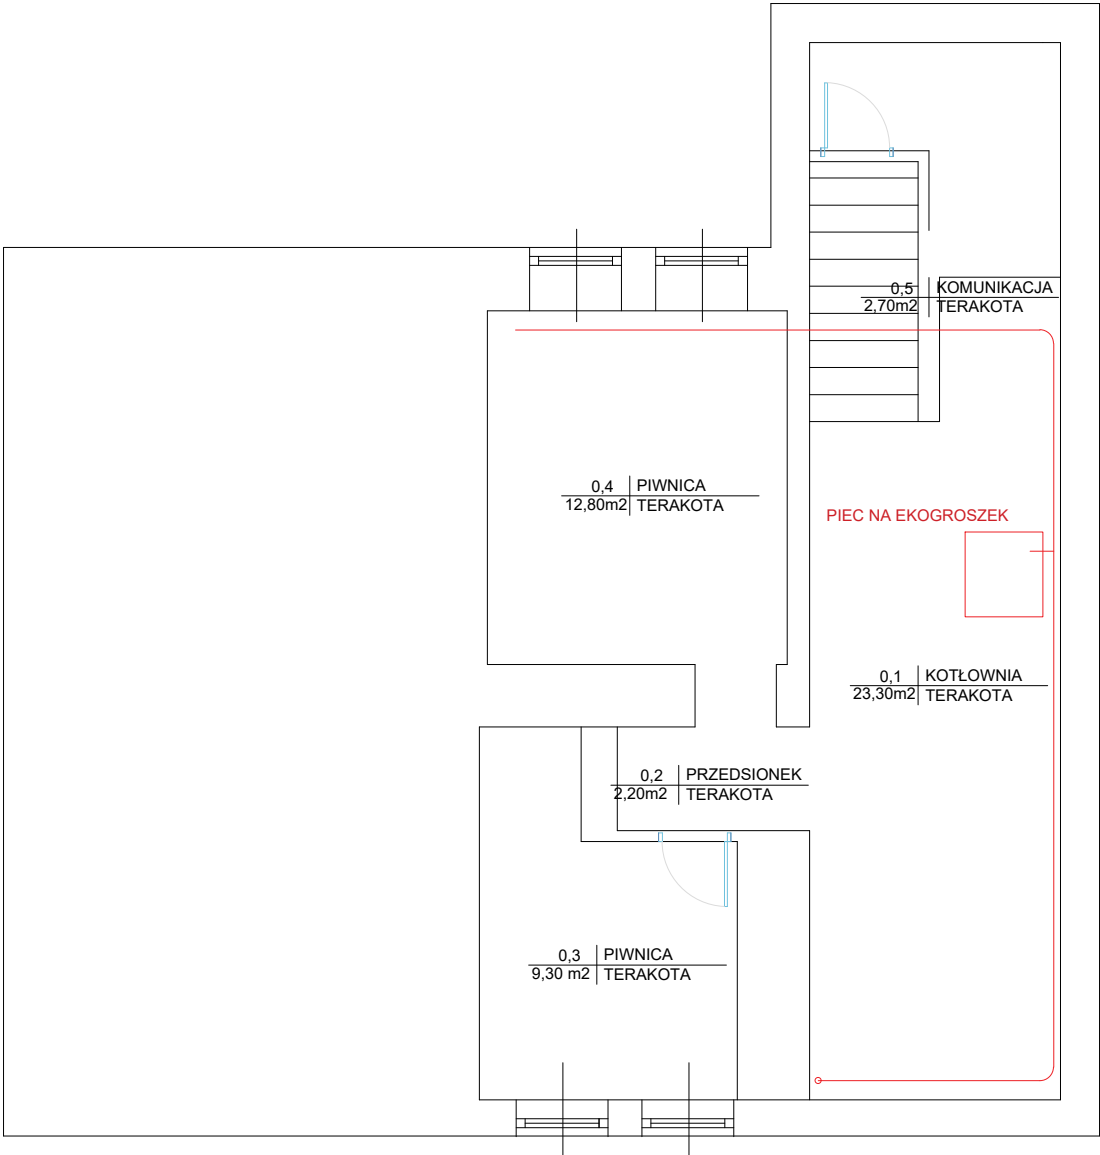 0,5 KOMUNIKACJA
2,70m2 TERAKOTA
0,4 PIWNICA
12,80m2 TERAKOTA
PIEC NA EKOGROSZEK
0,1 KOTŁOWNIA
23,30m2 TERAKOTA
0,2 PRZEDSIONEK
2,20m2 TERAKOTA
0,3 PIWNICA
9,30 m2 TERAKOTA